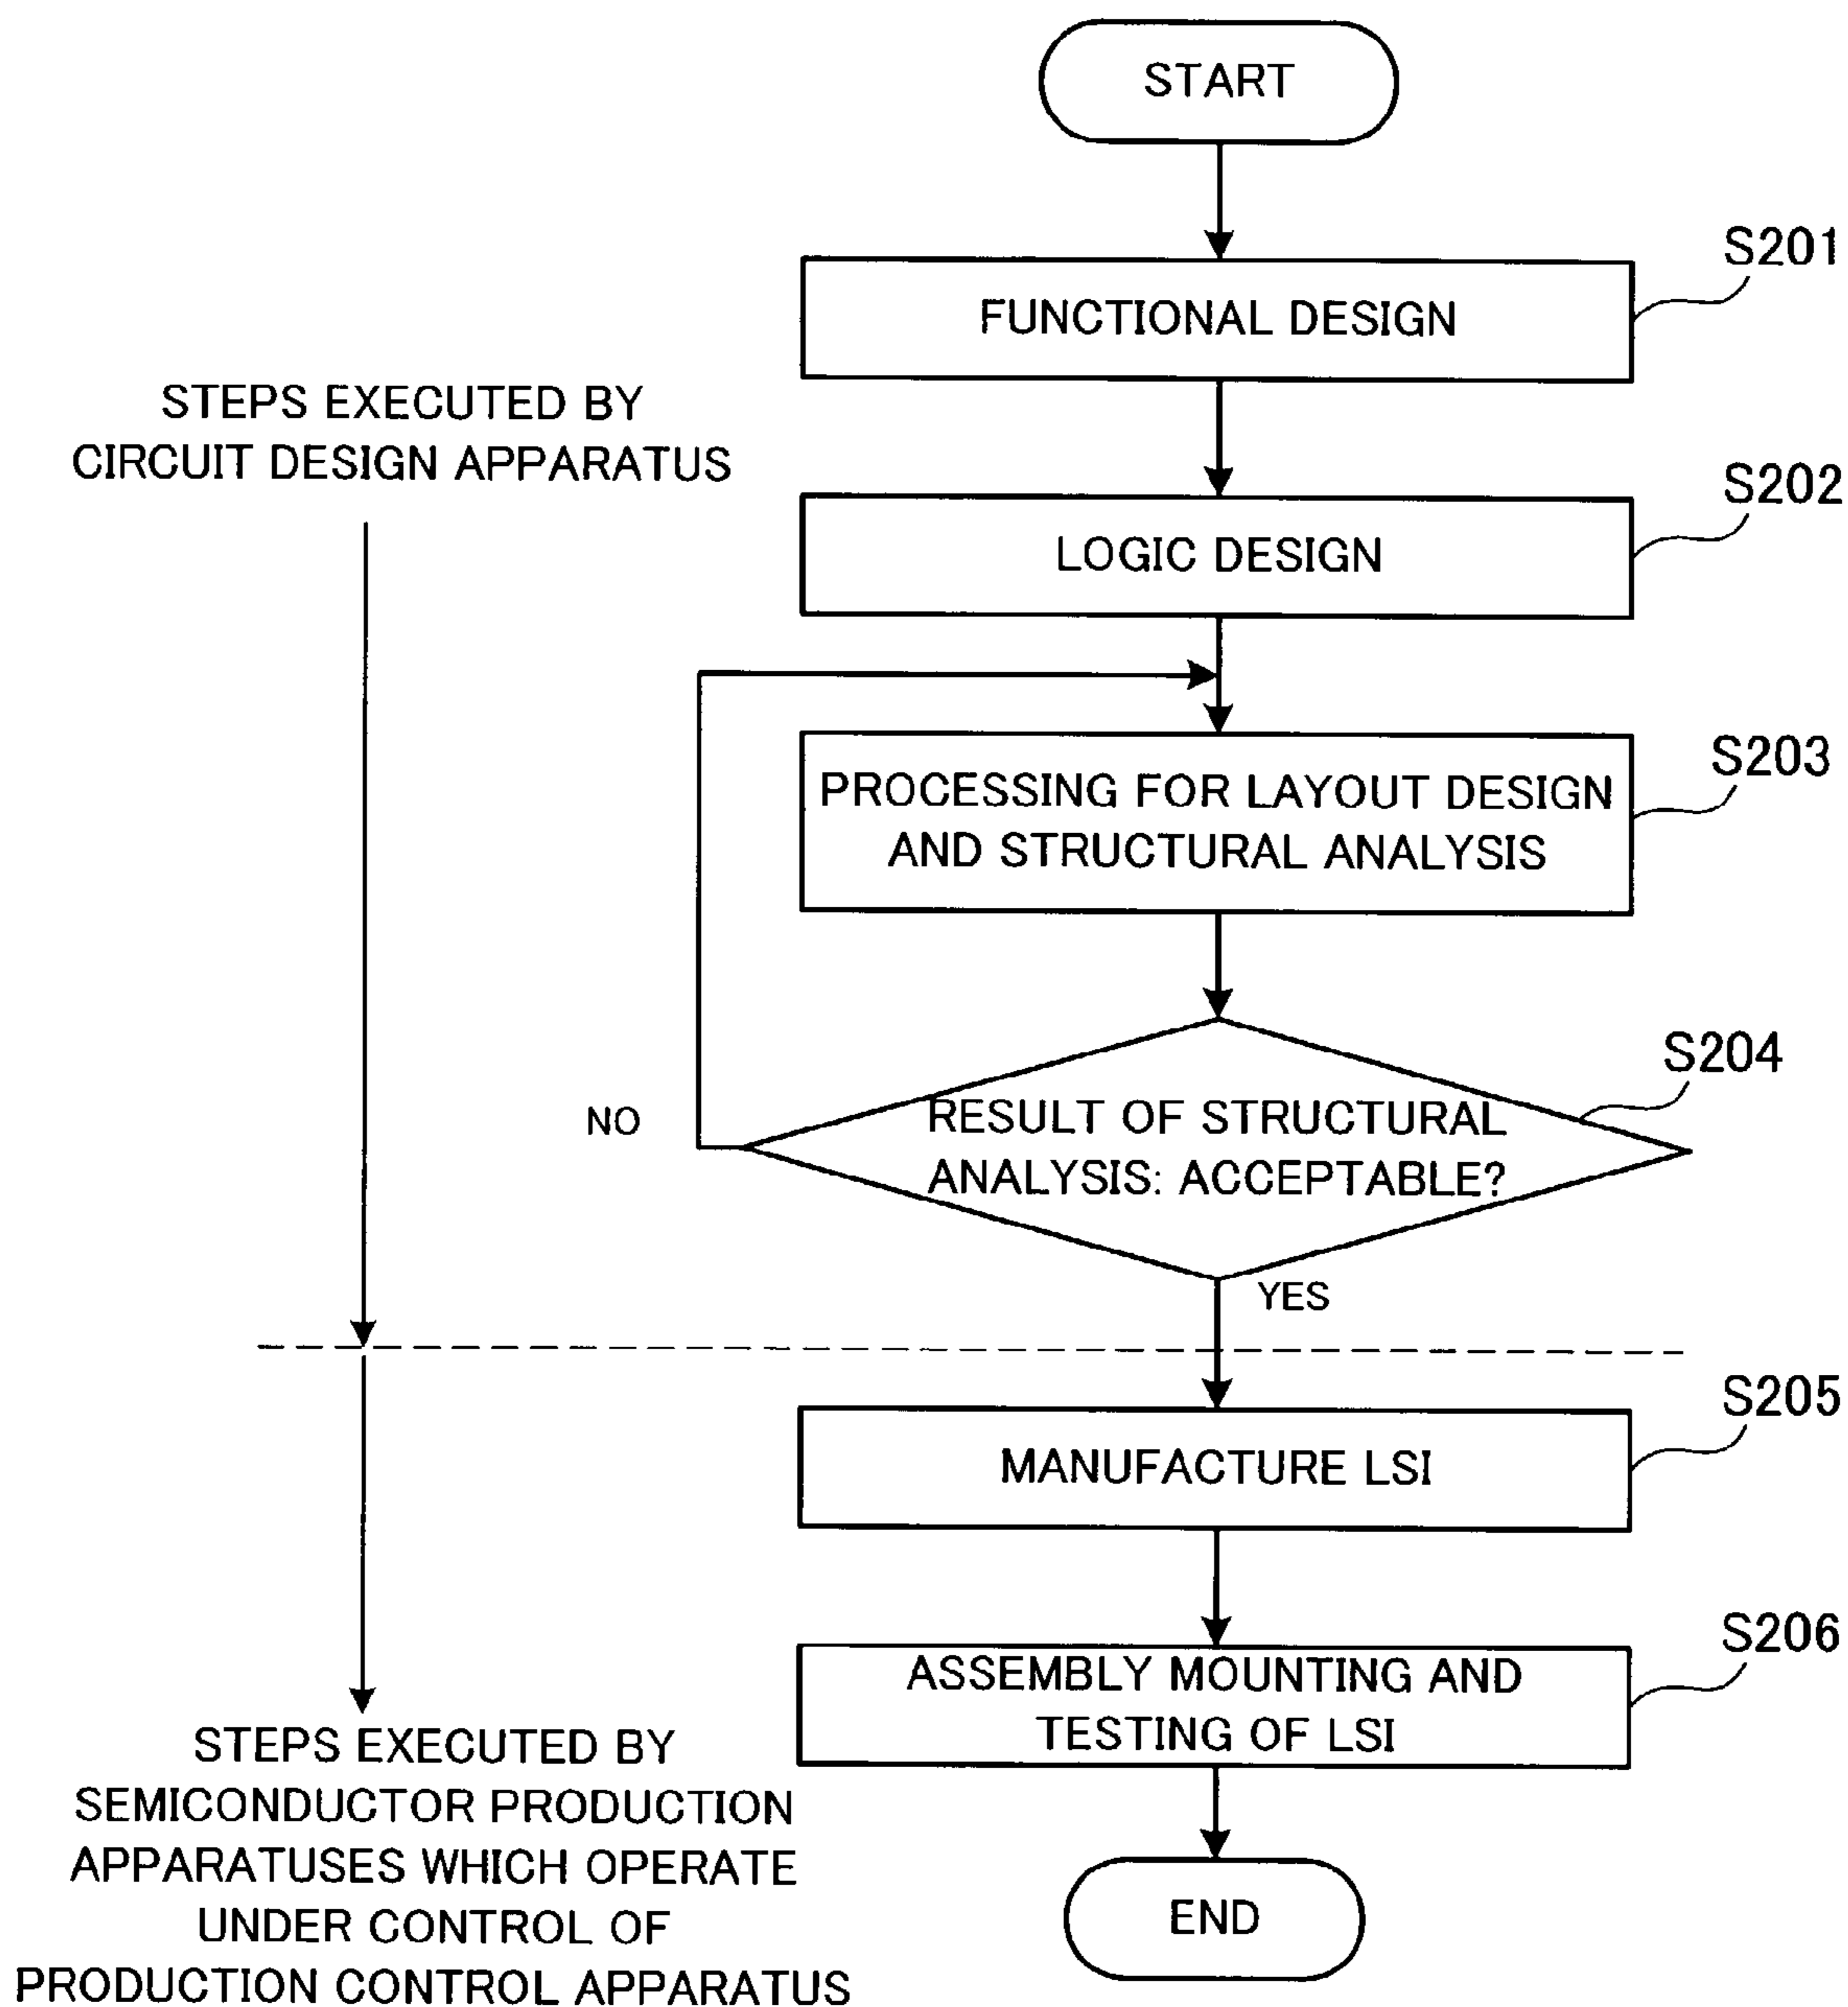 START
S201
FUNCTIONAL DESIGN
STEPS EXECUTED BY
CIRCUIT DESIGN APPARATUS
S202
LOGIC DESIGN
S203
PROCESSING FOR LAYOUT DESIGN
AND STRUCTURAL ANALYSIS
S204
RESULT OF STRUCTURAL
ANALYSIS: ACCEPTABLE?
NO
YES
S205
MANUFACTURE LSI
S206
ASSEMBLY MOUNTING AND
TESTING OF LSI
STEPS EXECUTED BY
SEMICONDUCTOR PRODUCTION
APPARATUSES WHICH OPERATE
UNDER CONTROL OF
PRODUCTION CONTROL APPARATUS
END